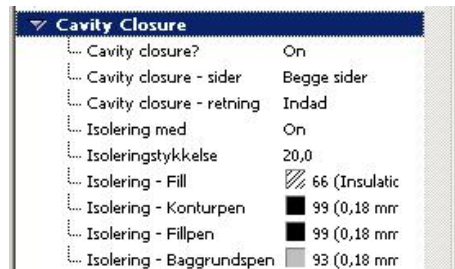 Cavity Closure
Cavity closure? On
Cavity closure - sider Begge sider
Cavity closure - retning Indad
Isolering med On
Isoleringstykkelse 20,0
Isolering - Fill 66 (Insulatic
Isolering - Konturpen 99 (0,18 mm
Isolering - Fillpen 99 (0,18 mm
Isolering - Baggrundspen 93 (0,18 mm